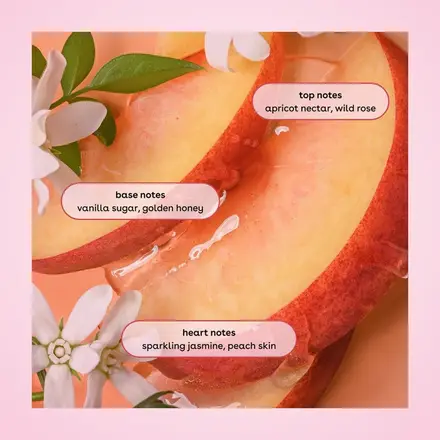 top notes
apricot nectar, wild rose
base notes
vanilla sugar, golden honey
heart notes
sparkling jasmine, peach skin